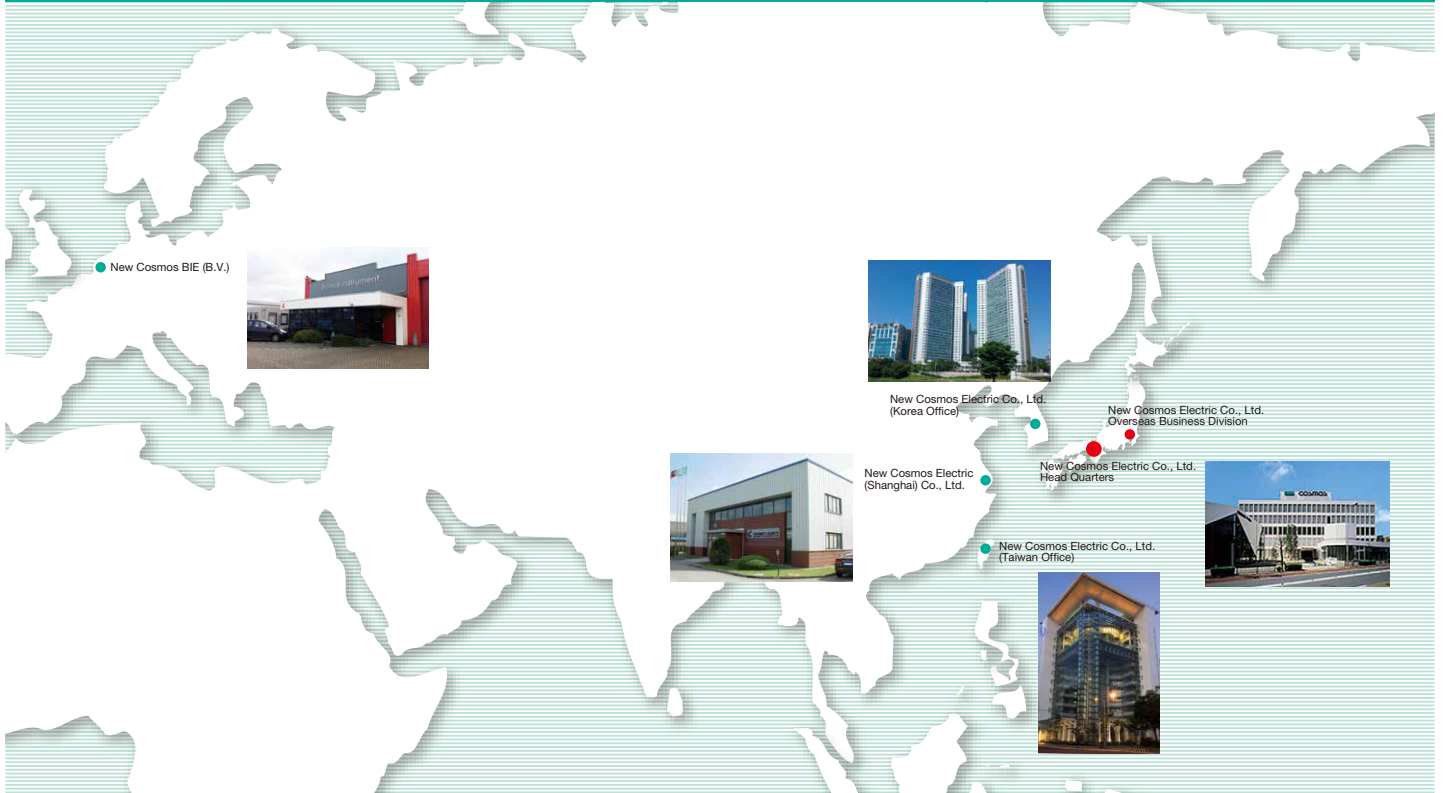 New Cosmos BIE (B.V.)
New Cosmos Electric Co., Ltd.
(Korea Office)
New Cosmos Electric Co., Ltd.
Overseas Business Division
New Cosmos Electric
(Shanghai) Co., Ltd.
New Cosmos Electric Co., Ltd.
Head Quarters
COSMOS
New Cosmos Electric Co., Ltd.
(Taiwan Office)